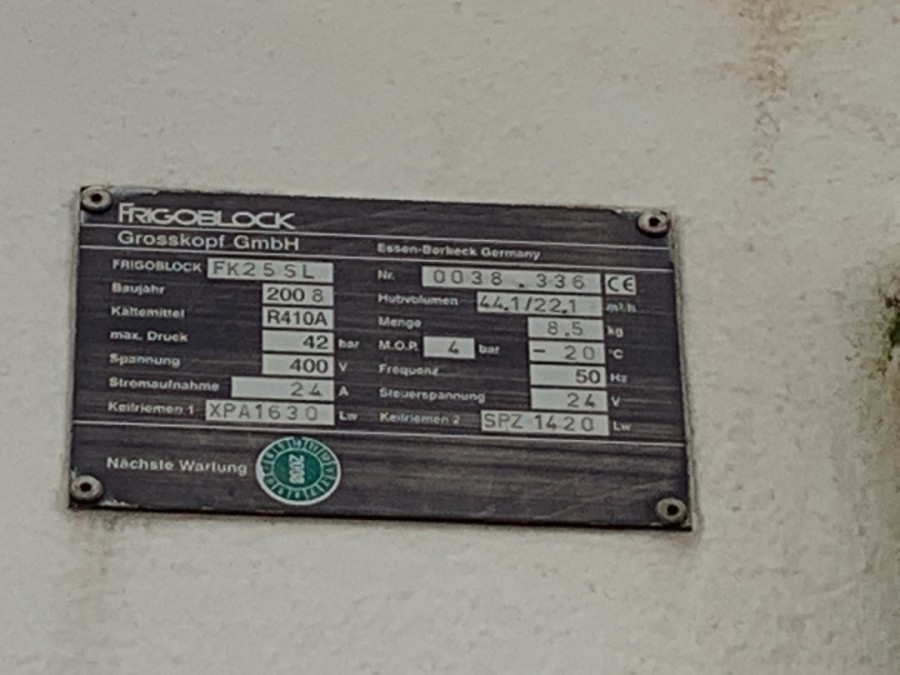 FRIGOBLOCK
Grosskopf GmbH Essen-Borbeck Germany
FRIGOBLOCK FK25SL Nr. 0038.336 CE
Baujahr 2008 Hubvolumen 44.1/22.1 m³/h
Kältemittel R410A Menge 8.5 kg
max. Druck 42 bar M.O.P. 4 bar - 20 °C
Spannung 400 V Frequenz 50 Hz
Stromaufnahme 24 A Steuerspannung 24 V
Keilriemen 1 XPA1630 Lw Keilriemen 2 SPZ 1420 Lw
Nächste Wartung 2008